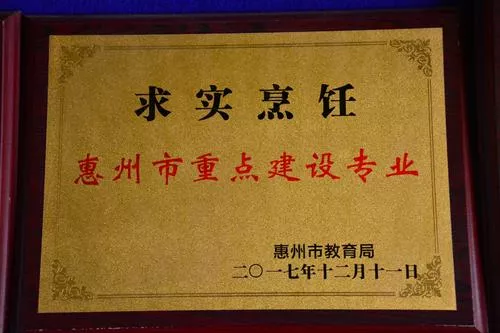 求实烹饪
惠州市重点建设专业
惠州市教育局
二〇一七年十二月十一日